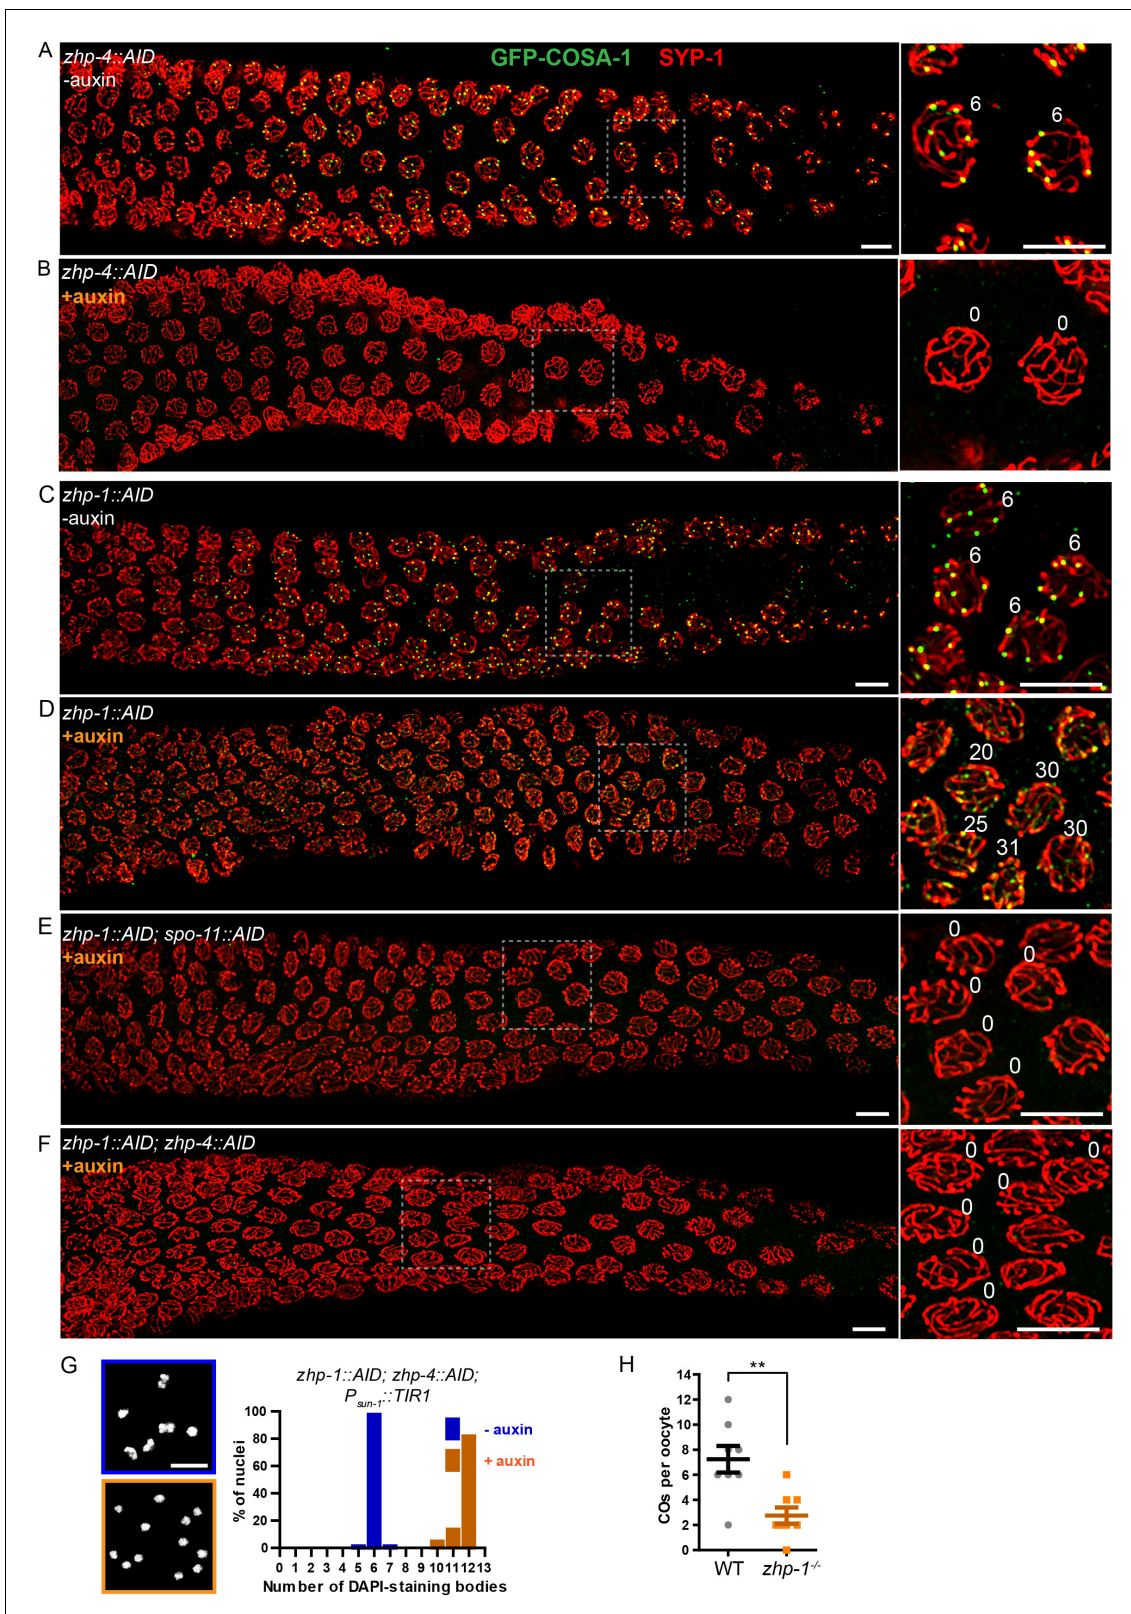 A
zhp-4::AID
-auxin
GFP-COSA-1 SYP-1
6
6
B
zhp-4::AID
+auxin
0
0
C
zhp-1::AID
-auxin
6
6
6
6
D
zhp-1::AID
+auxin
20
30
25
30
31
E
zhp-1::AID; spo-11::AID
+auxin
0
0
0
0
0
F
zhp-1::AID; zhp-4::AID
+auxin
0
0
0
0
0
0
G
zhp-1::AID; zhp-4::AID;
Psun-1::TIR1
- auxin
+ auxin
% of nuclei
100
80
60
40
20
0
0 1 2 3 4 5 6 7 8 9 10 11 12 13
Number of DAPI-staining bodies
H
**
COs per oocyte
14
12
10
8
6
4
2
0
WT zhp-1-/-